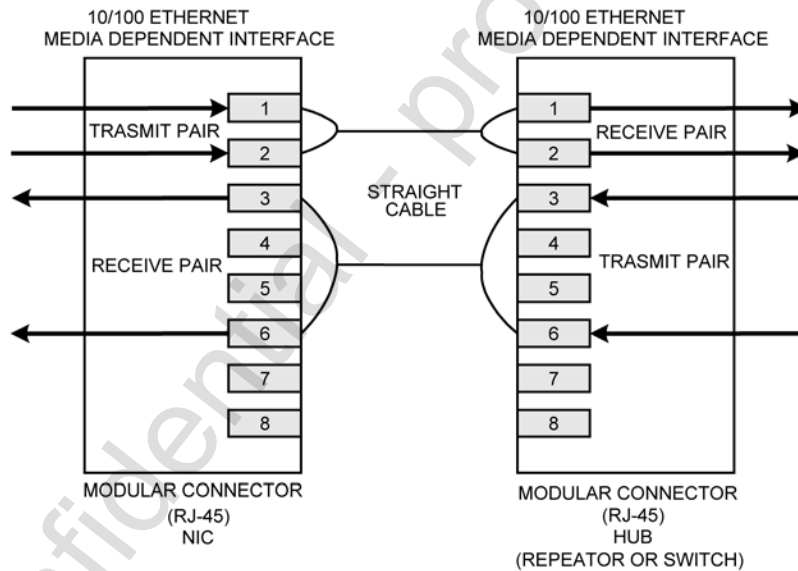 10/100 ETHERNET
MEDIA DEPENDENT INTERFACE
1
TRASMIT PAIR
2
3
4
RECEIVE PAIR
5
6
7
8
MODULAR CONNECTOR
(RJ-45)
NIC
STRAIGHT
CABLE
10/100 ETHERNET
MEDIA DEPENDENT INTERFACE
1
RECEIVE PAIR
2
3
4
TRASMIT PAIR
5
6
7
8
MODULAR CONNECTOR
(RJ-45)
HUB
(REPEATOR OR SWITCH)